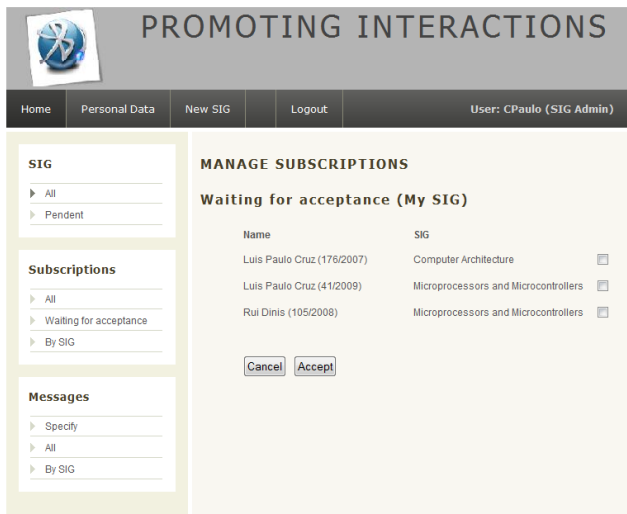 PROMOTING INTERACTIONS
Home Personal Data New SIG Logout User: CPaulo (SIG Admin)
SIG
All
Pendent
Subscriptions
All
Waiting for acceptance
By SIG
Messages
Specify
All
By SIG
MANAGE SUBSCRIPTIONS
Waiting for acceptance (My SIG)
Name SIG
Luis Paulo Cruz (176/2007) Computer Architecture
Luis Paulo Cruz (41/2009) Microprocessors and Microcontrollers
Rui Dinis (105/2008) Microprocessors and Microcontrollers
Cancel Accept